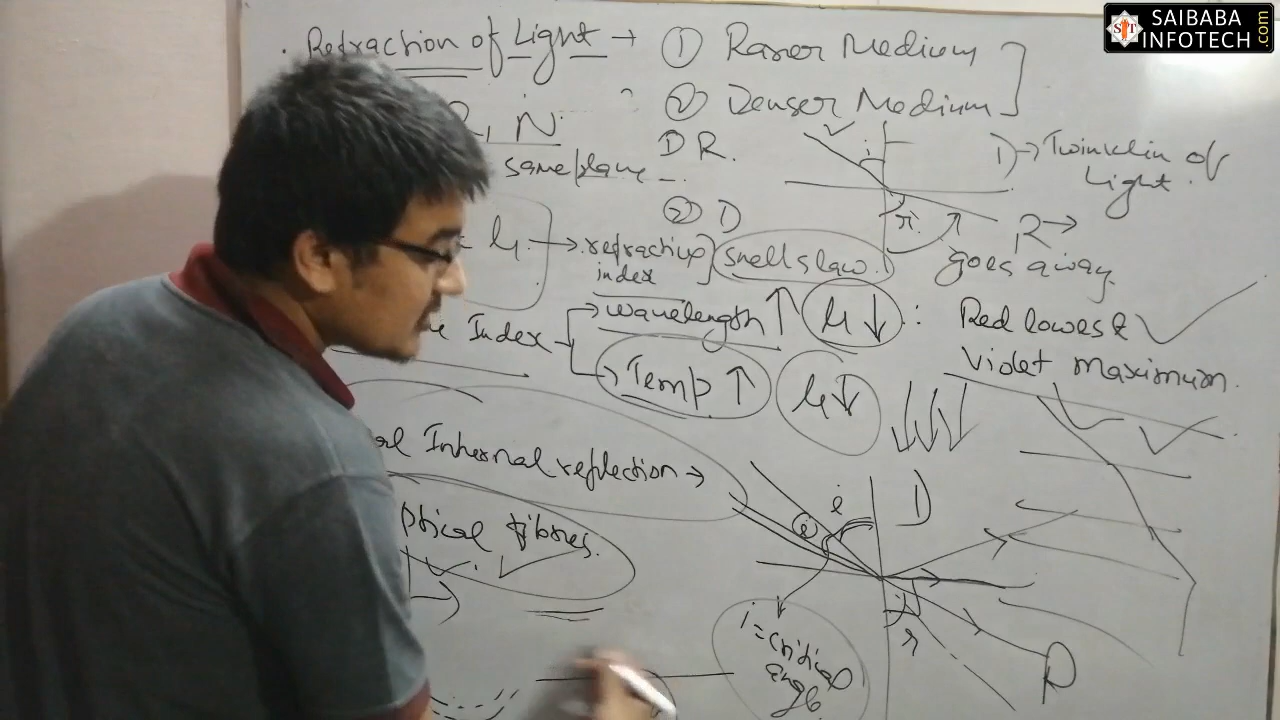 SAIBABA
INFOTECH.com
SIT
. Refraction of Light → ① Rarer Medium
② Denser Medium
R, N
same plane
D R.
i
1) → Twinklin of
Light.
② D
r
R →
goes away
μ → refractive
index
Snell's law.
Index → wavelength ↑ μ ↓ ∴ Red lowest
Violet maximum.
→ Temp ↑ μ ↓
al Internal reflection →
ptical fibres.
i
i
D
r
R
i = critical
angle